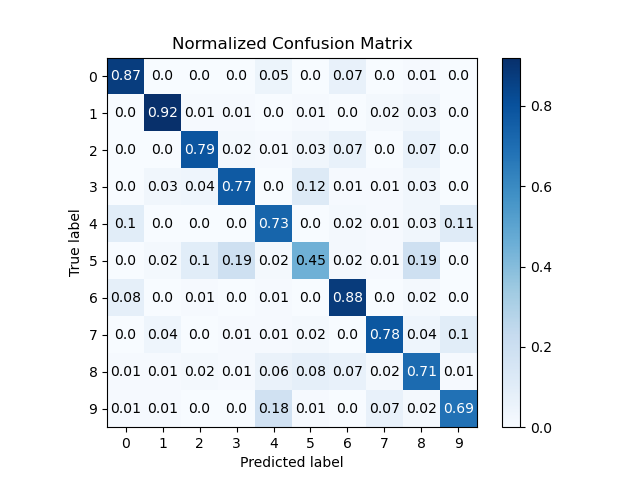 Normalized Confusion Matrix
0 0.87 0.0 0.0 0.0 0.05 0.0 0.07 0.0 0.01 0.0
1 0.0 0.92 0.01 0.01 0.0 0.01 0.0 0.02 0.03 0.0
0.8
2 0.0 0.0 0.79 0.02 0.01 0.03 0.07 0.0 0.07 0.0
3 0.0 0.03 0.04 0.77 0.0 0.12 0.01 0.01 0.03 0.0
0.6
4 0.1 0.0 0.0 0.0 0.73 0.0 0.02 0.01 0.03 0.11
True label
5 0.0 0.02 0.1 0.19 0.02 0.45 0.02 0.01 0.19 0.0
0.4
6 0.08 0.0 0.01 0.0 0.01 0.0 0.88 0.0 0.02 0.0
7 0.0 0.04 0.0 0.01 0.01 0.02 0.0 0.78 0.04 0.1
0.2
8 0.01 0.01 0.02 0.01 0.06 0.08 0.07 0.02 0.71 0.01
9 0.01 0.01 0.0 0.0 0.18 0.01 0.0 0.07 0.02 0.69
0.0
0 1 2 3 4 5 6 7 8 9
Predicted label